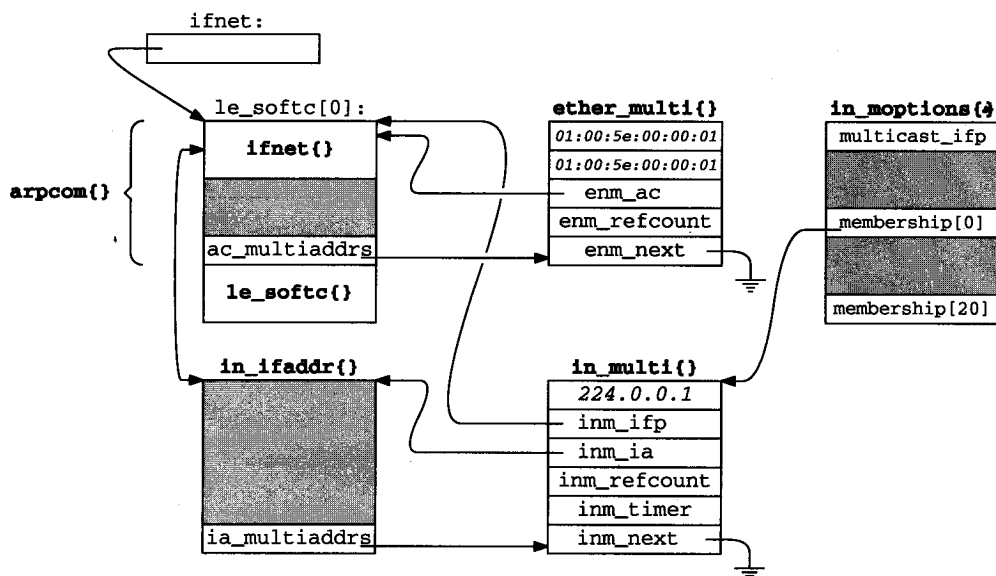 ifnet:
le_softc[0]:
ifnet{}
arpcom{}
ac_multiaddrs
le_softc{}
ether_multi{}
01:00:5e:00:00:01
01:00:5e:00:00:01
enm_ac
enm_refcount
enm_next
in_moptions{}
multicast_ifp
membership[0]
membership[20]
in_ifaddr{}
ia_multiaddrs
in_multi{}
224.0.0.1
inm_ifp
inm_ia
inm_refcount
inm_timer
inm_next